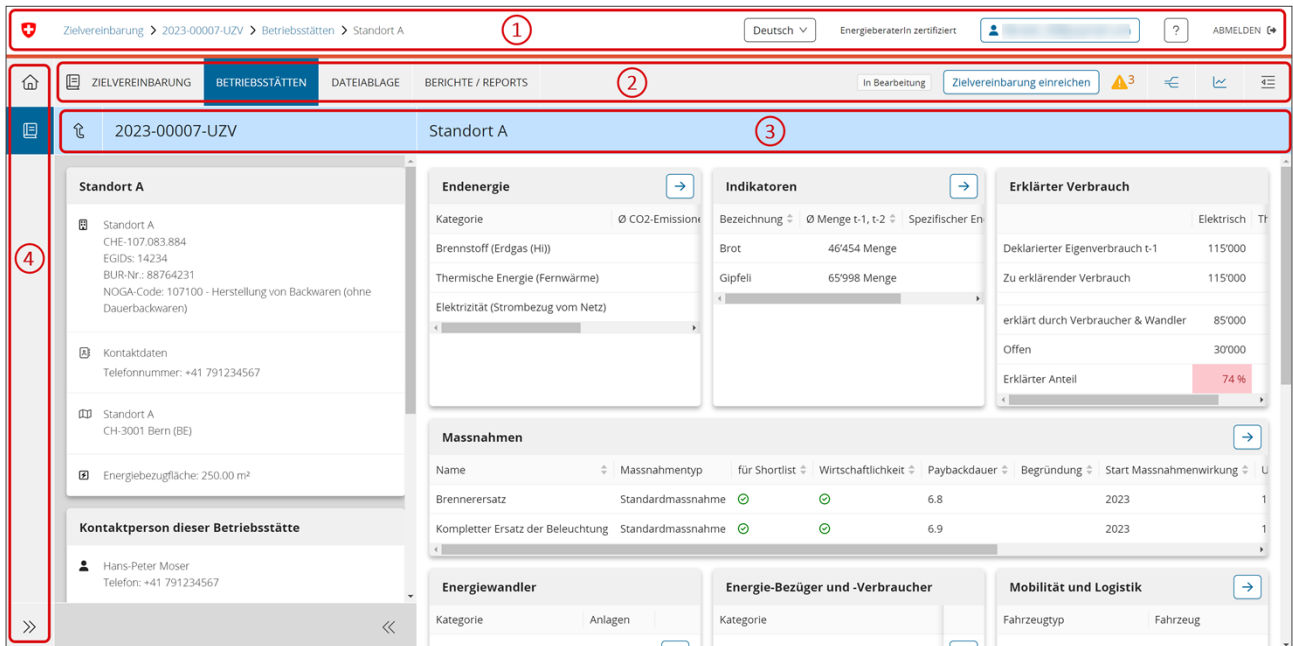 Zielvereinbarung > 2023-00007-UZV > Betriebsstätten > Standort A
1
Deutsch
EnergieberaterIn zertifiziert
?
ABMELDEN
ZIELVEREINBARUNG BETRIEBSSTÄTTEN DATEIABLAGE BERICHTE / REPORTS
2
In Bearbeitung
Zielvereinbarung einreichen
3
2023-00007-UZV
Standort A
3
4
Standort A
Standort A
CHE-107.083.884
EGIDs: 14234
BUR-Nr.: 88764231
NOGA-Code: 107100 - Herstellung von Backwaren (ohne
Dauerbackwaren)
Kontaktdaten
Telefonnummer: +41 791234567
Standort A
CH-3001 Bern (BE)
Energiebezugfläche: 250.00 m²
Kontaktperson dieser Betriebsstätte
Hans-Peter Moser
Telefon: +41 791234567
Endenergie
Kategorie Ø CO2-Emissione
Brennstoff (Erdgas (Hi))
Thermische Energie (Fernwärme)
Elektrizität (Strombezug vom Netz)
Indikatoren
Bezeichnung Ø Menge t-1, t-2 Spezifischer En
Brot 46'454 Menge
Gipfeli 65'998 Menge
Erklärter Verbrauch
Elektrisch Th
Deklarierter Eigenverbrauch t-1 115'000
Zu erklärender Verbrauch 115'000
erklärt durch Verbraucher & Wandler 85'000
Offen 30'000
Erklärter Anteil 74 %
Massnahmen
Name Massnahmentyp für Shortlist Wirtschaftlichkeit Paybackdauer Begründung Start Massnahmenwirkung U
Brennerersatz Standardmassnahme 6.8 2023 1
Kompletter Ersatz der Beleuchtung Standardmassnahme 6.9 2023 1
Energiewandler
Kategorie Anlagen
Energie-Bezüger und -Verbraucher
Kategorie
Mobilität und Logistik
Fahrzeugtyp Fahrzeug